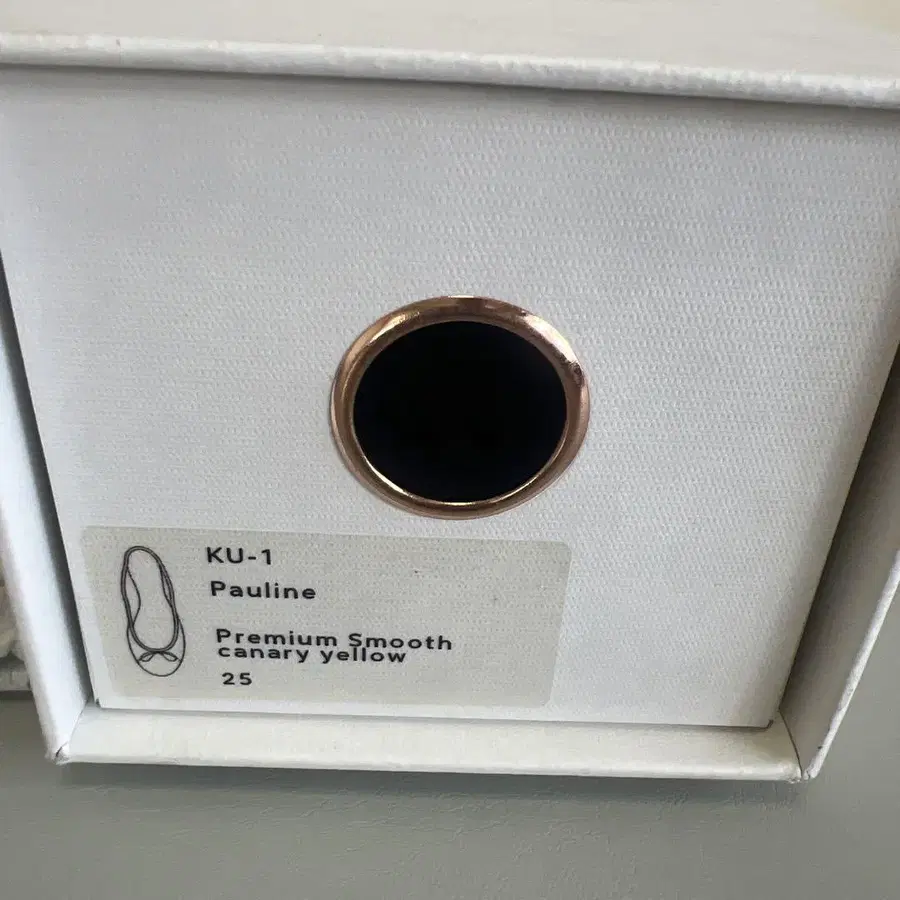 KU-1
Pauline
Premium Smooth
canary yellow
25